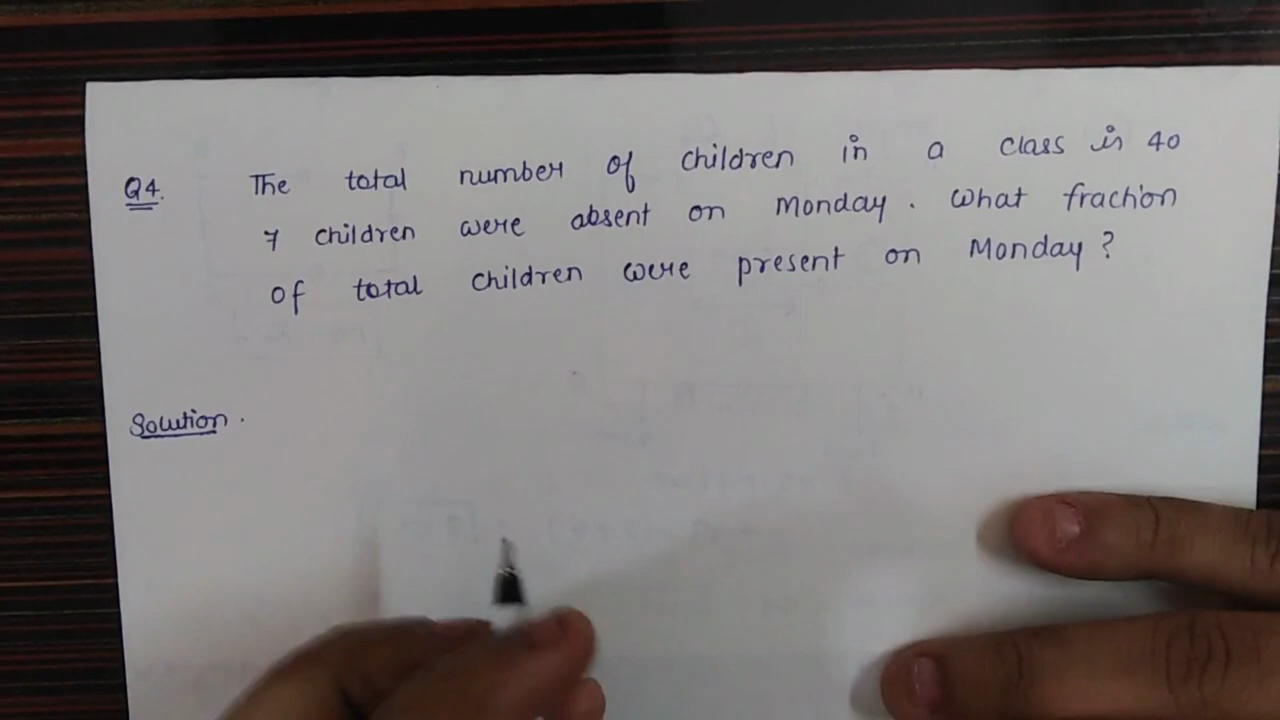 Q4. The total number of children in a class is 40
7 children were absent on Monday. What fraction
of total children were present on Monday?
Solution.